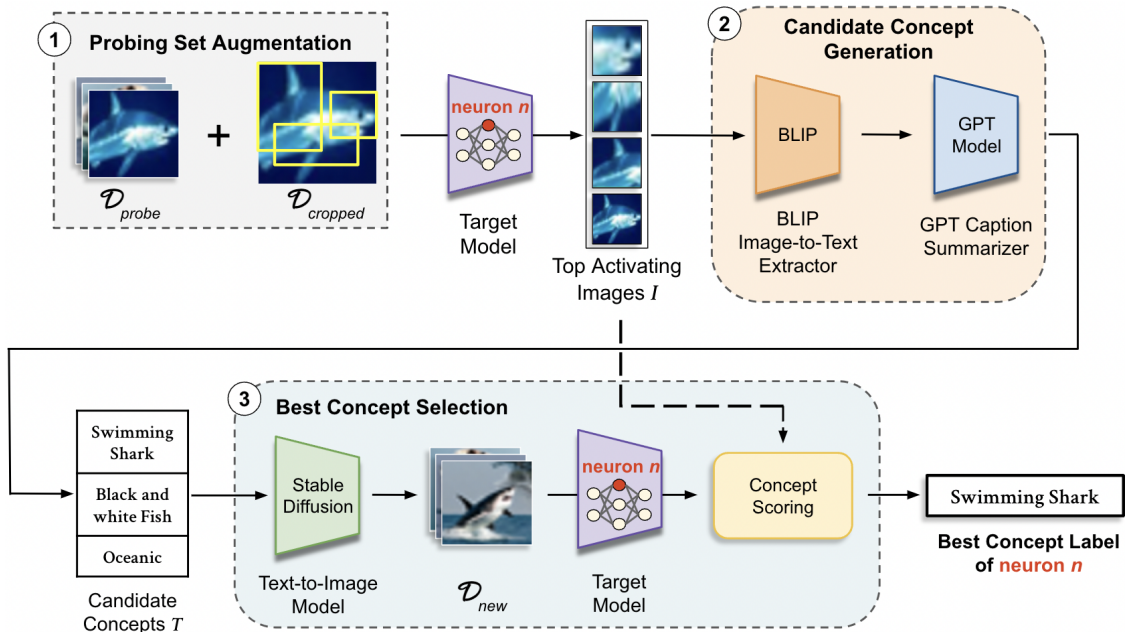 1
Probing Set Augmentation
+
𝒟probe
𝒟cropped
neuron n
Target
Model
Top Activating
Images I
2
Candidate Concept
Generation
BLIP
GPT
Model
BLIP
Image-to-Text
Extractor
GPT Caption
Summarizer
Swimming
Shark
Black and
white Fish
Oceanic
Candidate
Concepts T
3
Best Concept Selection
Stable
Diffusion
Text-to-Image
Model
𝒟new
neuron n
Target
Model
Concept
Scoring
Swimming Shark
Best Concept Label
of neuron n